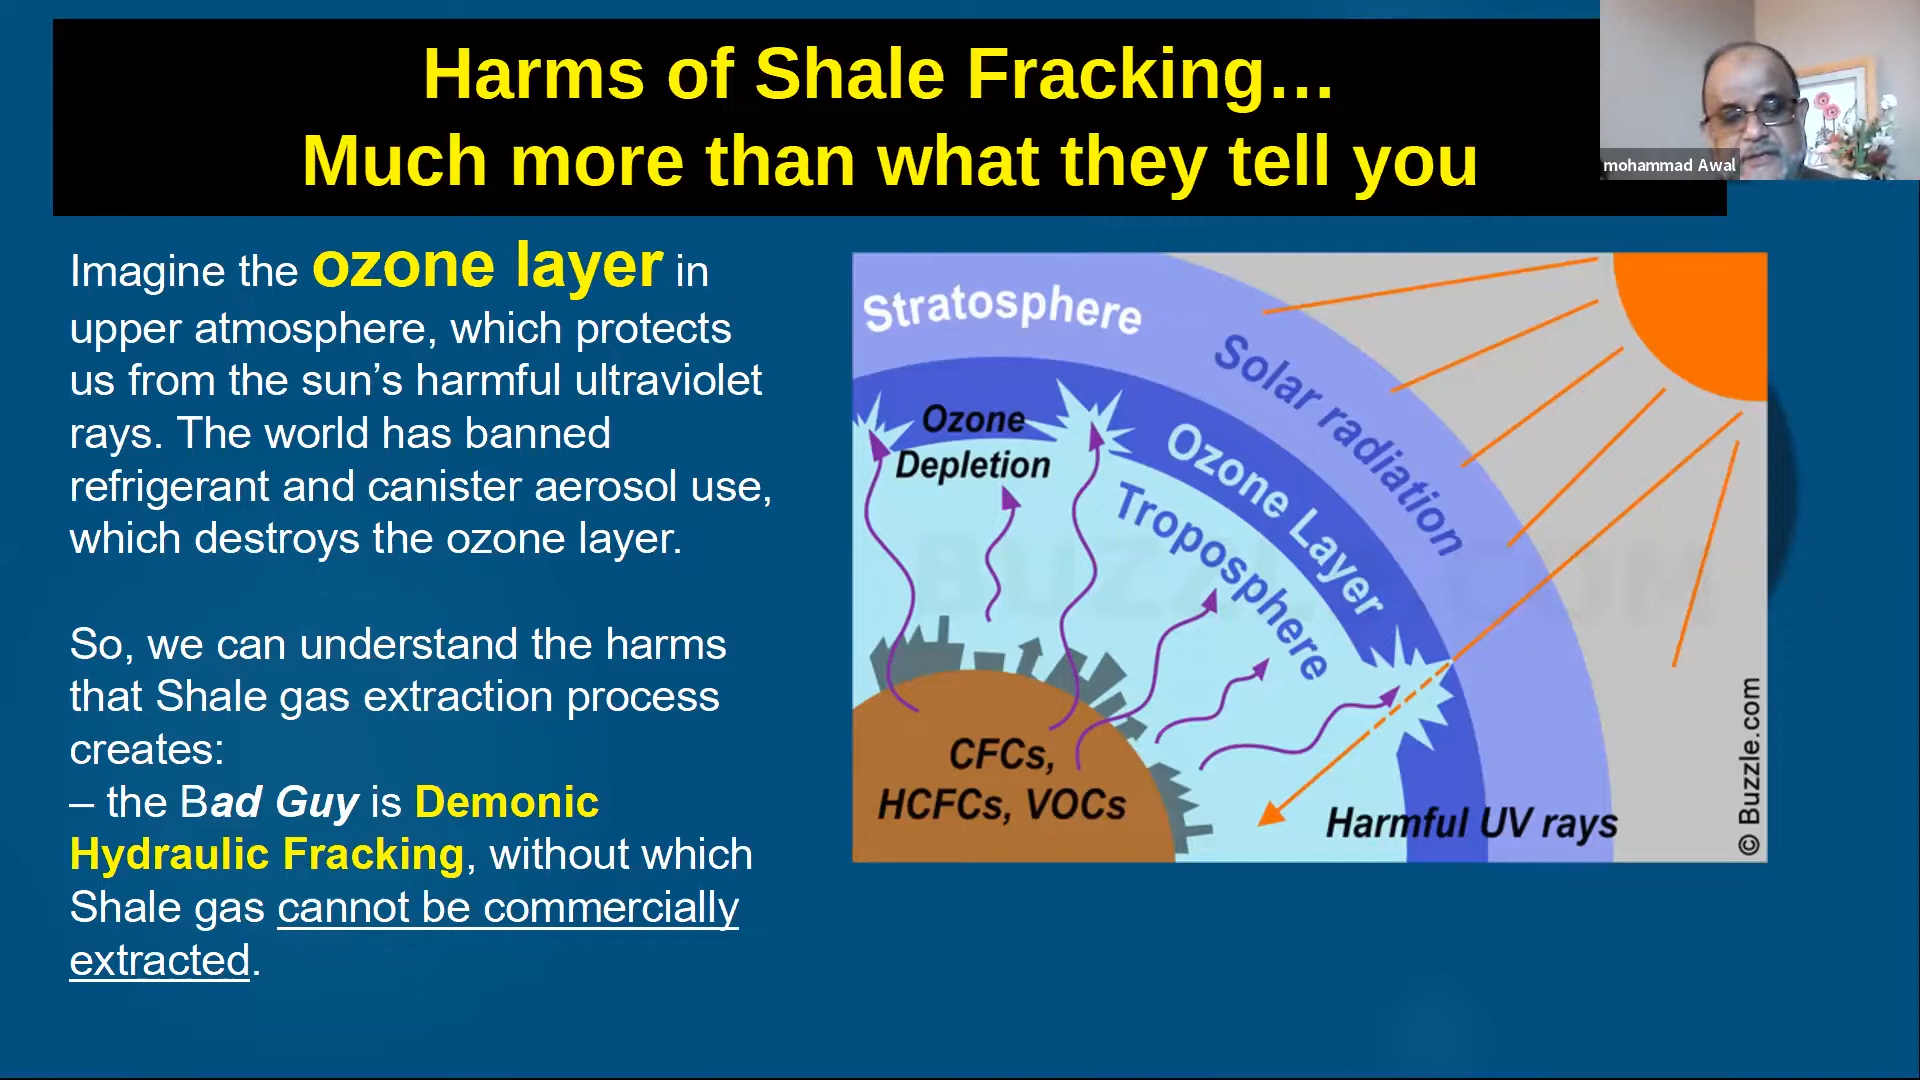 Harms of Shale Fracking…
Much more than what they tell you
mohammad Awal
Imagine the ozone layer in
upper atmosphere, which protects
us from the sun’s harmful ultraviolet
rays. The world has banned
refrigerant and canister aerosol use,
which destroys the ozone layer.
So, we can understand the harms
that Shale gas extraction process
creates:
– the Bad Guy is Demonic
Hydraulic Fracking, without which
Shale gas cannot be commercially
extracted.
Stratosphere
Solar radiation
Ozone
Depletion
Ozone Layer
Troposphere
CFCs,
HCFCs, VOCs
Harmful UV rays
© Buzzle.com